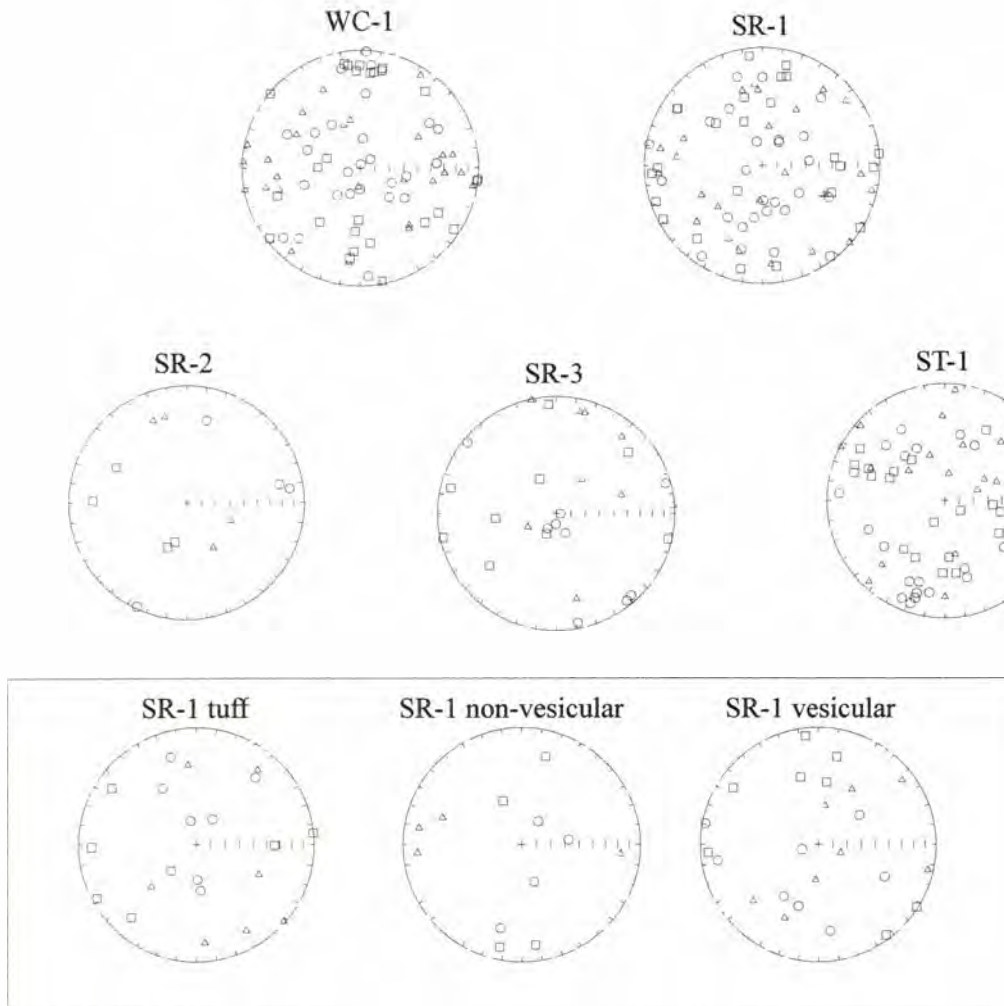 WC-1
SR-1
SR-2
SR-3
ST-1
SR-1 tuff
SR-1 non-vesicular
SR-1 vesicular